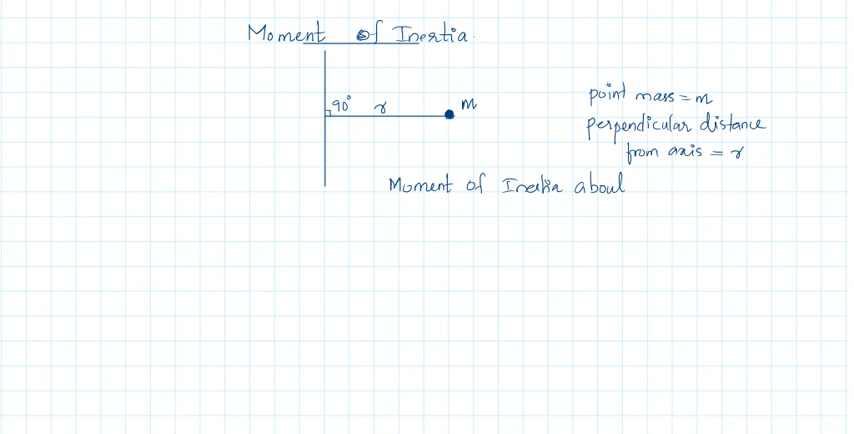 Moment of Inertia.
90° r m
point mass = m
perpendicular distance
from axis = r
Moment of Inertia about